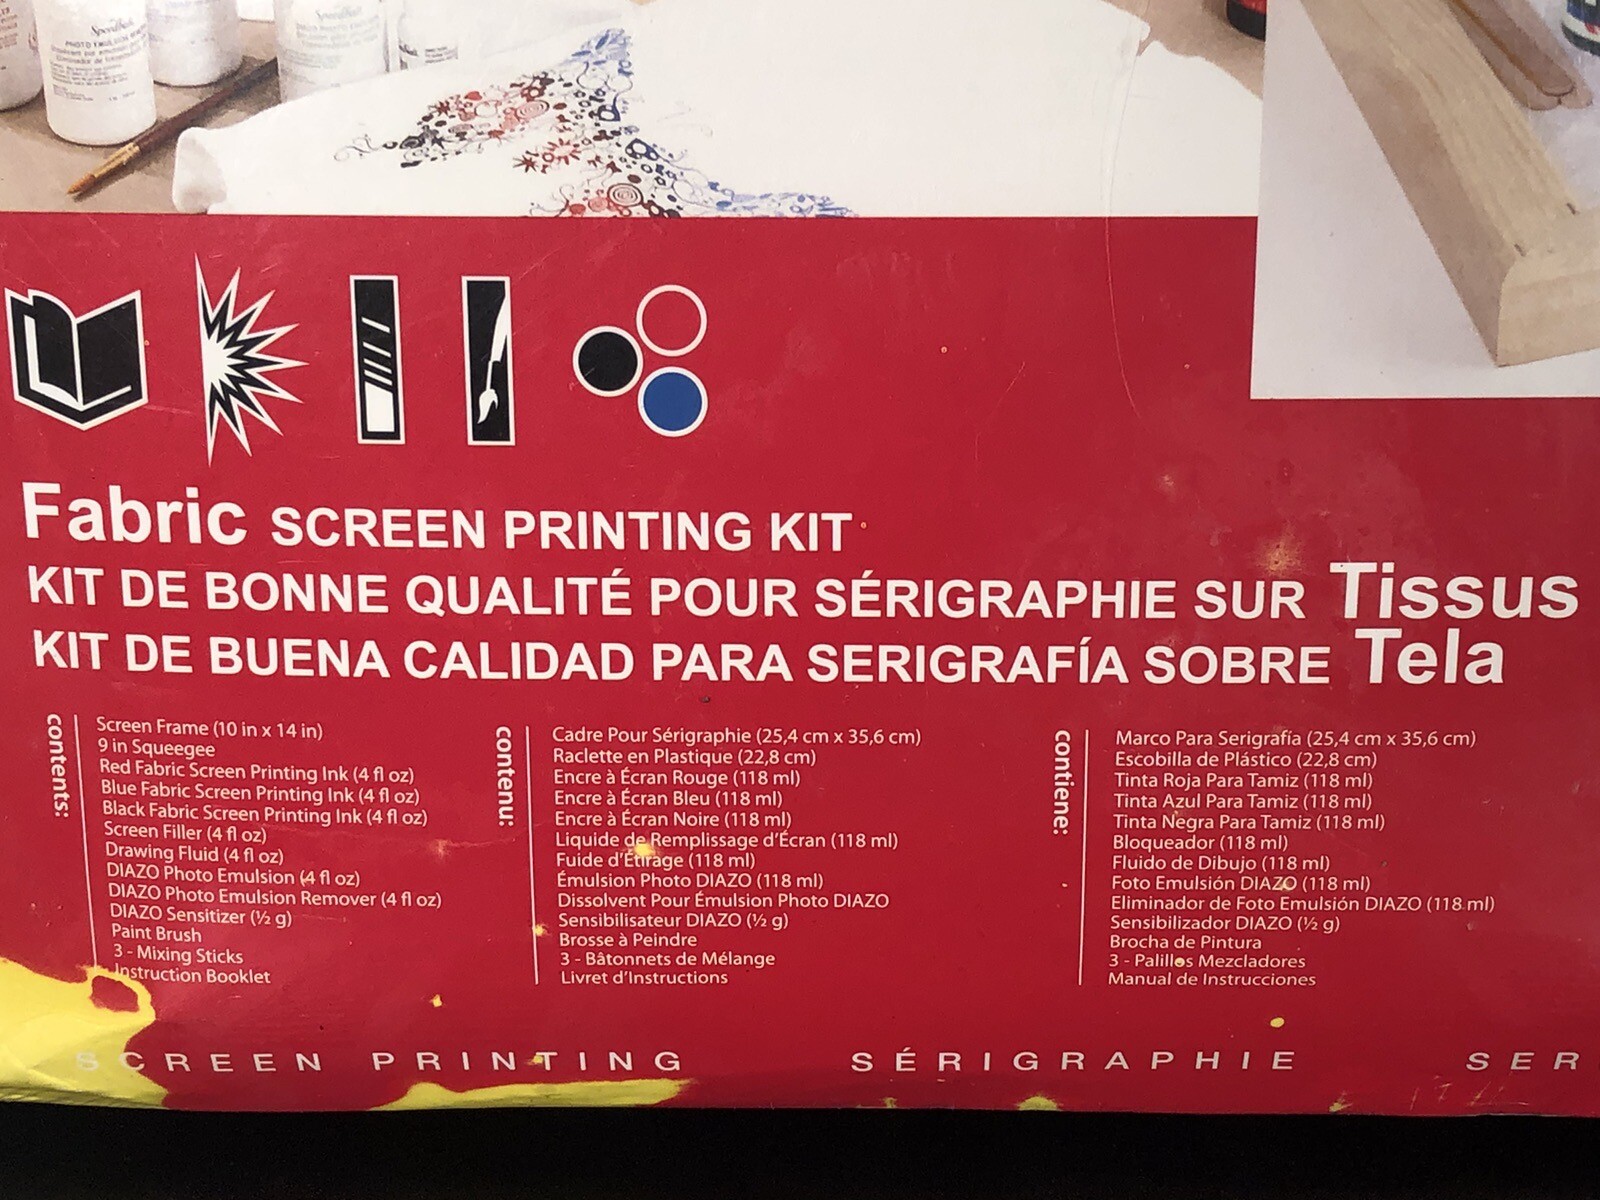 Speedball
PHOTO EMULSION REMOVER
Speedball
Fabric SCREEN PRINTING KIT
KIT DE BONNE QUALITÉ POUR SÉRIGRAPHIE SUR Tissus
KIT DE BUENA CALIDAD PARA SERIGRAFÍA SOBRE Tela
contents:
Screen Frame (10 in x 14 in)
9 in Squeegee
Red Fabric Screen Printing Ink (4 fl oz)
Blue Fabric Screen Printing Ink (4 fl oz)
Black Fabric Screen Printing Ink (4 fl oz)
Screen Filler (4 fl oz)
Drawing Fluid (4 fl oz)
DIAZO Photo Emulsion (4 fl oz)
DIAZO Photo Emulsion Remover (4 fl oz)
DIAZO Sensitizer (½ g)
Paint Brush
3 - Mixing Sticks
Instruction Booklet
contenu:
Cadre Pour Sérigraphie (25,4 cm x 35,6 cm)
Raclette en Plastique (22,8 cm)
Encre à Écran Rouge (118 ml)
Encre à Écran Bleu (118 ml)
Encre à Écran Noire (118 ml)
Liquide de Remplissage d'Écran (118 ml)
Fuide d'Étirage (118 ml)
Émulsion Photo DIAZO (118 ml)
Dissolvent Pour Émulsion Photo DIAZO
Sensibilisateur DIAZO (½ g)
Brosse à Peindre
3 - Bâtonnets de Mélange
Livret d'Instructions
contiene:
Marco Para Serigrafía (25,4 cm x 35,6 cm)
Escobilla de Plástico (22,8 cm)
Tinta Roja Para Tamiz (118 ml)
Tinta Azul Para Tamiz (118 ml)
Tinta Negra Para Tamiz (118 ml)
Bloqueador (118 ml)
Fluido de Dibujo (118 ml)
Foto Emulsión DIAZO (118 ml)
Eliminador de Foto Emulsión DIAZO (118 ml)
Sensibilizador DIAZO (½ g)
Brocha de Pintura
3 - Palillos Mezcladores
Manual de Instrucciones
SCREEN PRINTING SÉRIGRAPHIE SER